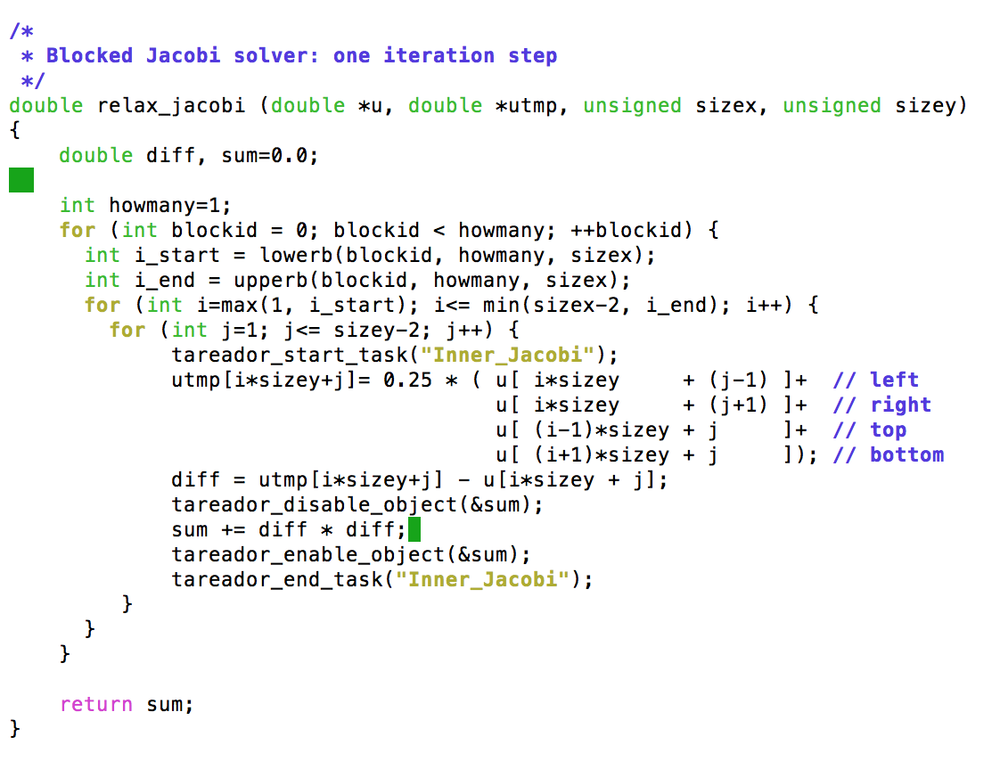 /*
 * Blocked Jacobi solver: one iteration step
 */
double relax_jacobi (double *u, double *utmp, unsigned sizex, unsigned sizey)
{
    double diff, sum=0.0;

    int howmany=1;
    for (int blockid = 0; blockid < howmany; ++blockid) {
      int i_start = lowerb(blockid, howmany, sizex);
      int i_end = upperb(blockid, howmany, sizex);
      for (int i=max(1, i_start); i<= min(sizex-2, i_end); i++) {
        for (int j=1; j<= sizey-2; j++) {
             tareador_start_task("Inner_Jacobi");
             utmp[i*sizey+j]= 0.25 * ( u[ i*sizey     + (j-1) ]+  // left
                                       u[ i*sizey     + (j+1) ]+  // right
                                       u[ (i-1)*sizey + j     ]+  // top
                                       u[ (i+1)*sizey + j     ]); // bottom
             diff = utmp[i*sizey+j] - u[i*sizey + j];
             tareador_disable_object(&sum);
             sum += diff * diff;
             tareador_enable_object(&sum);
             tareador_end_task("Inner_Jacobi");
         }
      }
    }

    return sum;
}